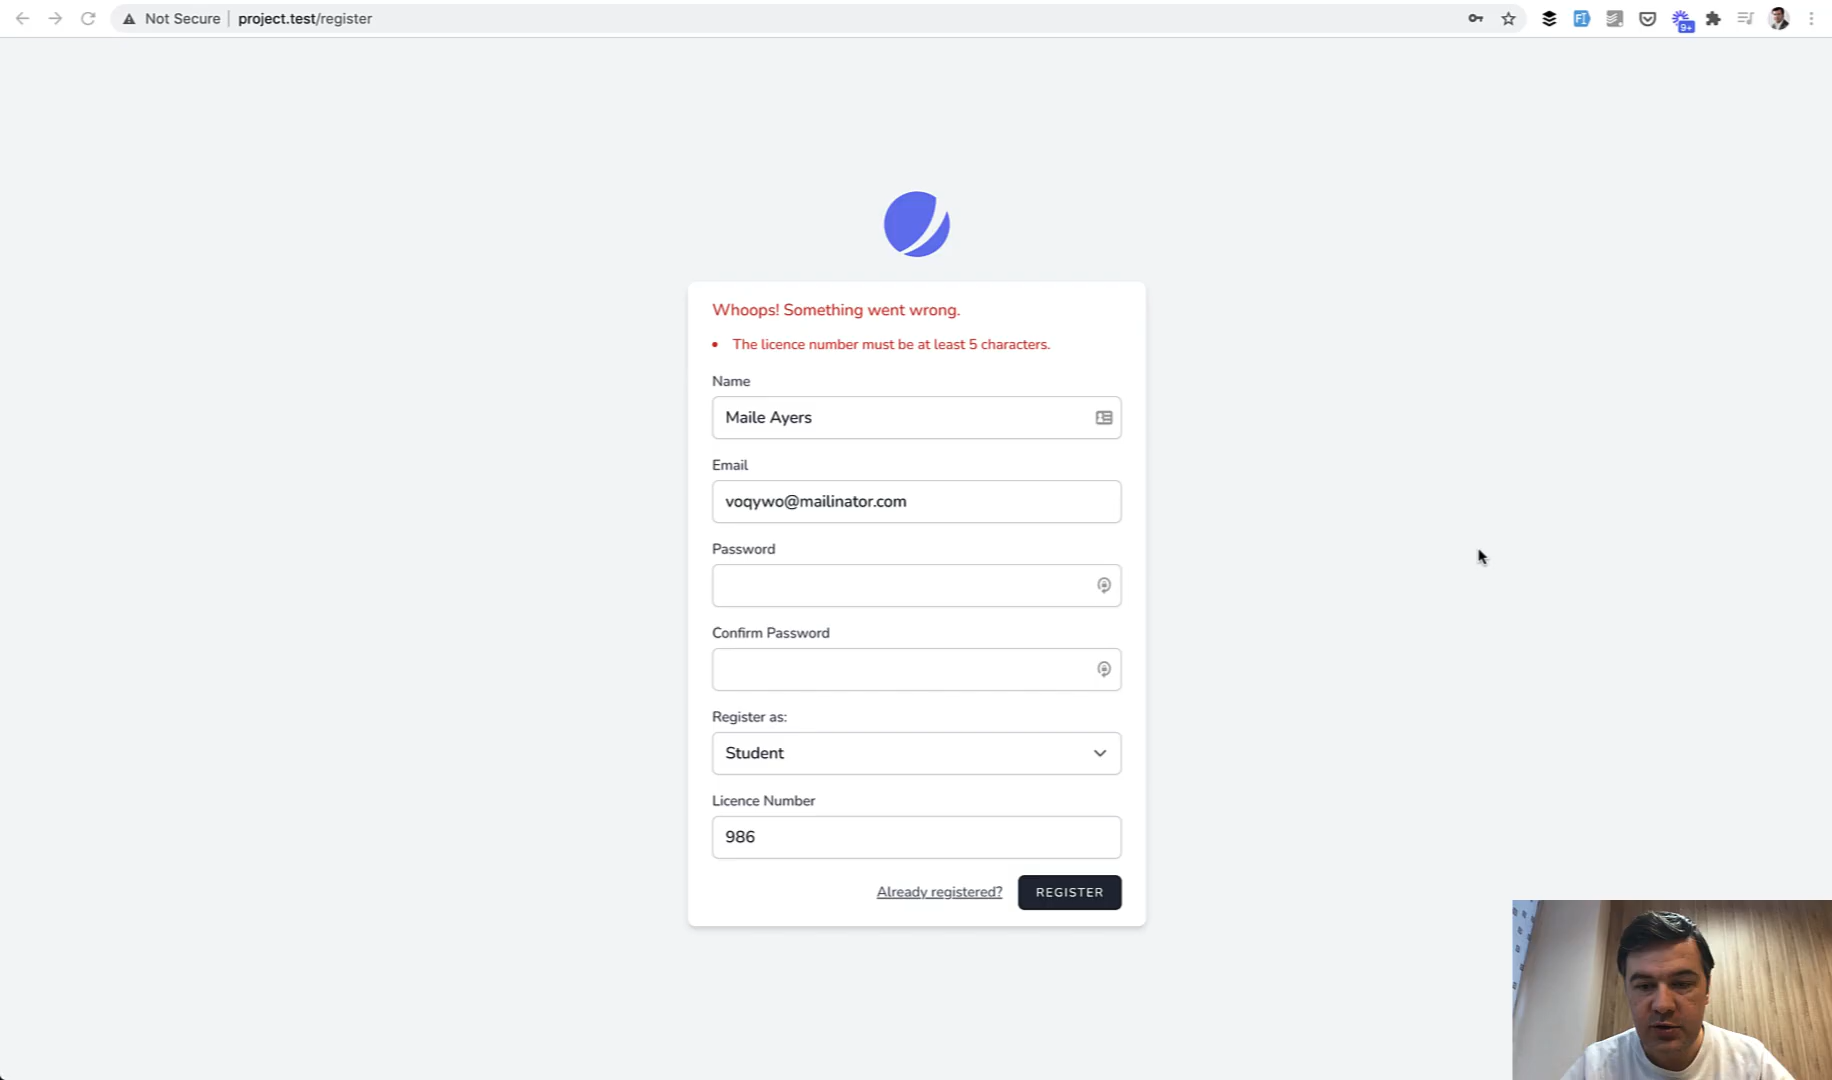 Not Secure | project.test/register
9+
Whoops! Something went wrong.
• The licence number must be at least 5 characters.
Name
Maile Ayers
Email
voqywo@mailinator.com
Password
Confirm Password
Register as:
Student
Licence Number
986
Already registered? REGISTER